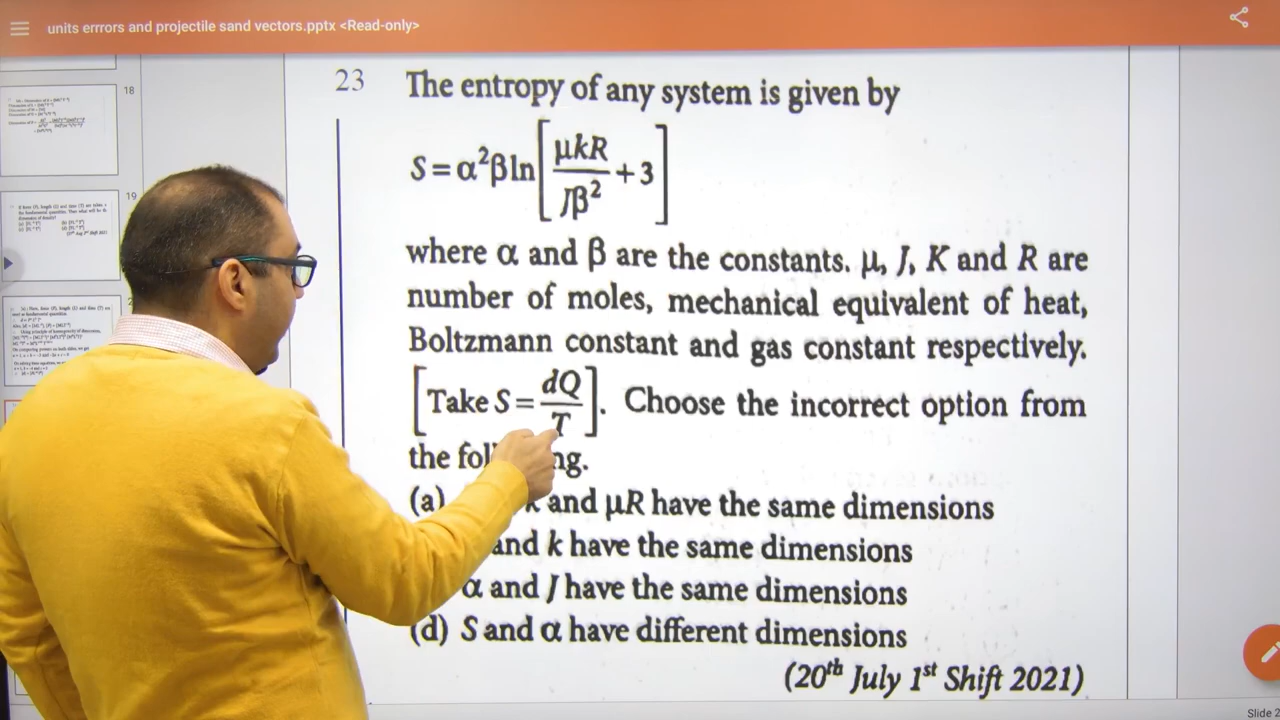 units errrors and projectile sand vectors.pptx <Read-only>
18
19
23 The entropy of any system is given by
S = α²β ln[μkR / Jβ² + 3]
where α and β are the constants. μ, J, K and R are
number of moles, mechanical equivalent of heat,
Boltzmann constant and gas constant respectively.
[Take S = dQ / T]. Choose the incorrect option from
the
(a) and μR have the same dimensions
and k have the same dimensions
α and J have the same dimensions
(d) S and α have different dimensions
(20th July 1st Shift 2021)
Slide 2